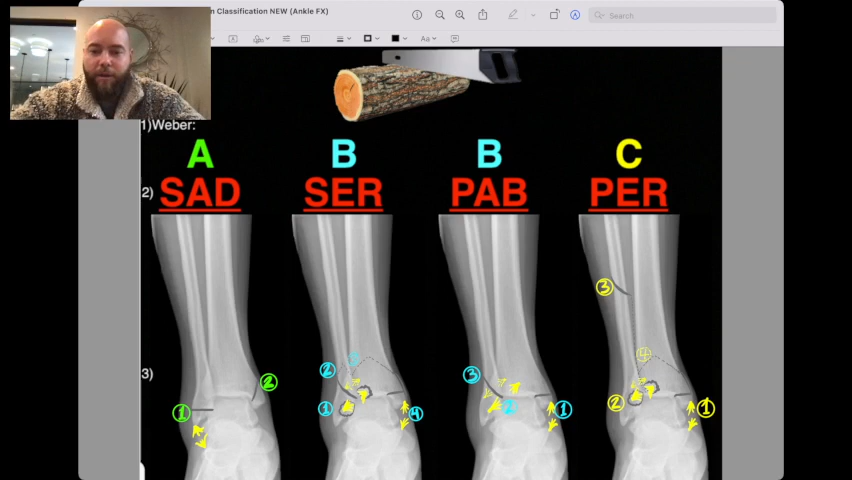 n Classification NEW (Ankle FX)
Aa
Search
1)Weber:
A B B C
2) SAD SER PAB PER
3)
1 2
1 2 4
1 2 3
1 2 3 4